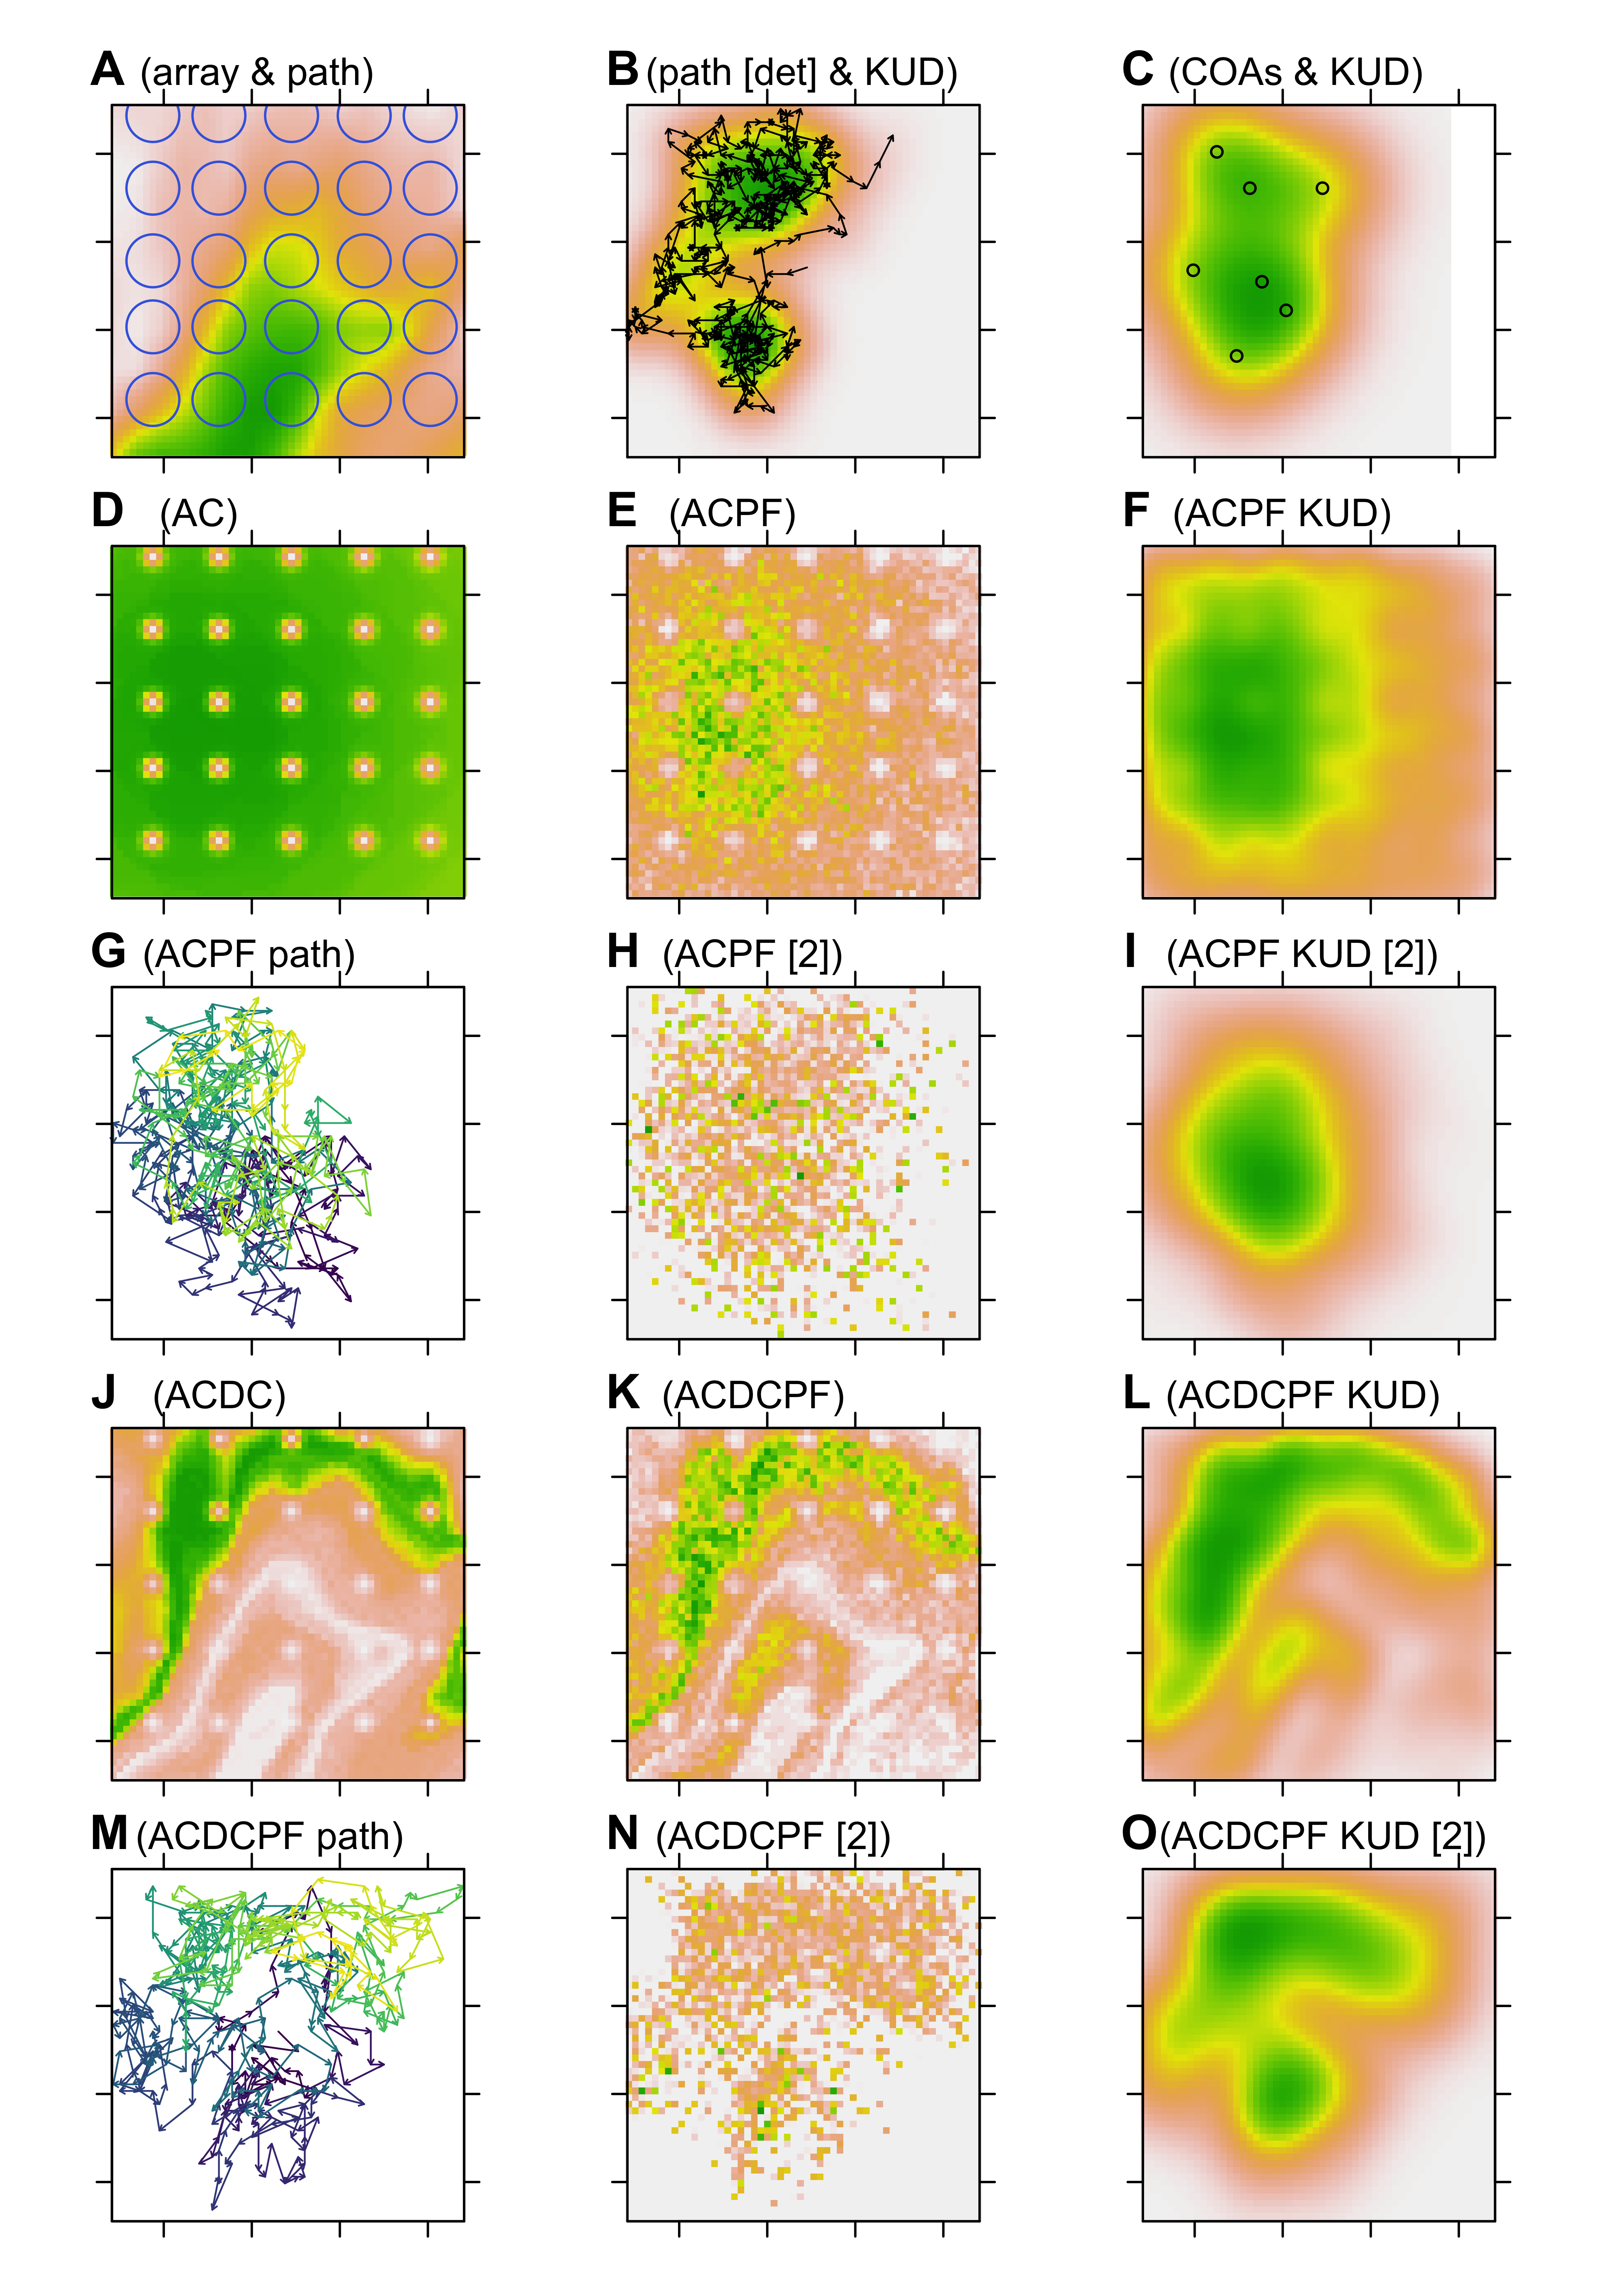 A (array & path)
B (path [det] & KUD)
C (COAs & KUD)
D (AC)
E (ACPF)
F (ACPF KUD)
G (ACPF path)
H (ACPF [2])
I (ACPF KUD [2])
J (ACDC)
K (ACDCPF)
L (ACDCPF KUD)
M (ACDCPF path)
N (ACDCPF [2])
O (ACDCPF KUD [2])